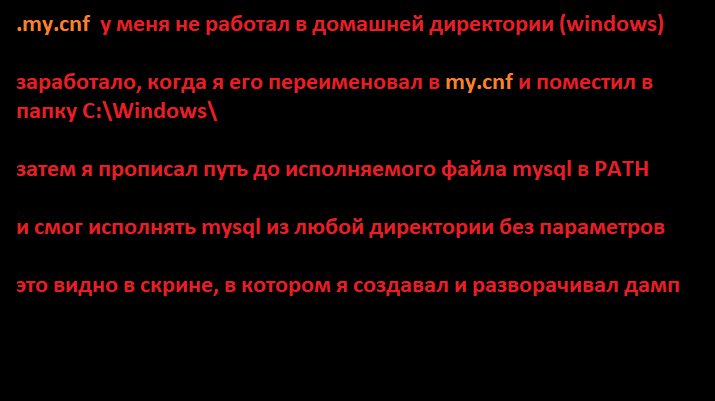 .my.cnf у меня не работал в домашней директории (windows)
заработало, когда я его переименовал в my.cnf и поместил в
папку C:\Windows\
затем я прописал путь до исполняемого файла mysql в PATH
и смог исполнять mysql из любой директории без параметров
это видно в скрине, в котором я создавал и разворачивал дамп